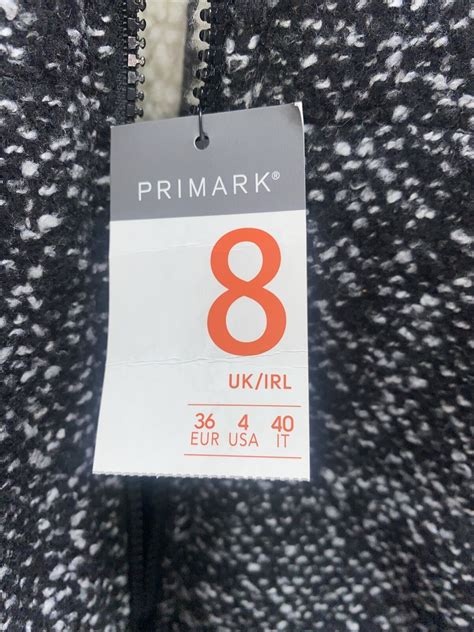 PRIMARK®
8
UK/IRL
36 4 40
EUR USA IT